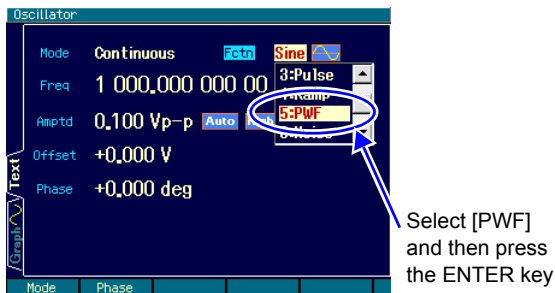 Oscillator
Mode Continuous Fctn Sine
3:Pulse
Freq 1 000.000 000 00
4:Ramp
5:PWF
Amptd 0.100 Vp-p Auto
Offset +0.000 V
Phase +0.000 deg
Text
Graph
Mode Phase
Select [PWF]
and then press
the ENTER key